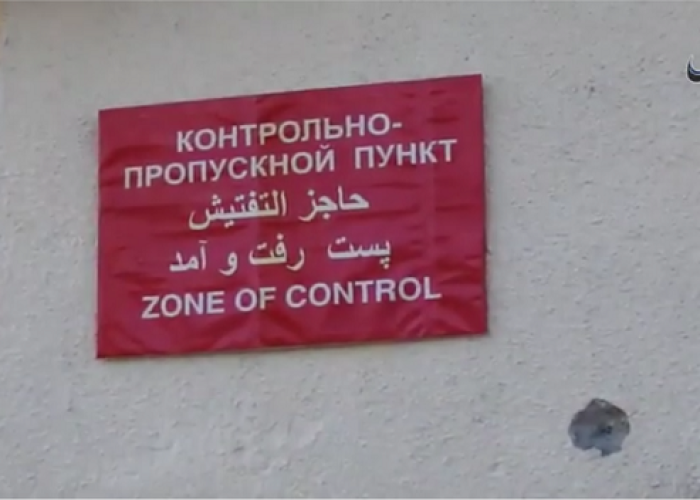 КОНТРОЛЬНО-
ПРОПУСКНОЙ ПУНКТ
حاجز التفتيش
پست رفت و آمد
ZONE OF CONTROL